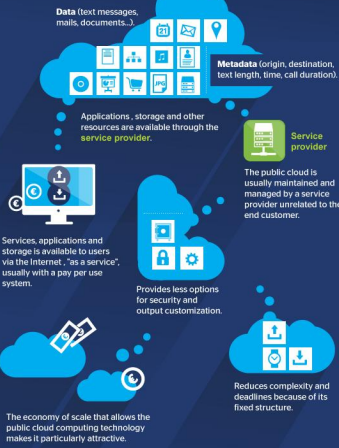 Data (text messages,
mails, documents...).
21
Metadata (origin, destination,
text length, time, call duration).
JPG
Applications , storage and other
resources are available through the
service provider.
Service
provider
The public cloud is
usually maintained and
managed by a service
provider unrelated to the
end customer.
€
€
Services, applications and
storage is available to users
via the Internet , "as a service",
usually with a pay per use
system.
Provides less options
for security and
output customization.
€
Reduces complexity and
deadlines because of its
fixed structure.
The economy of scale that allows the
public cloud computing technology
makes it particularly attractive.